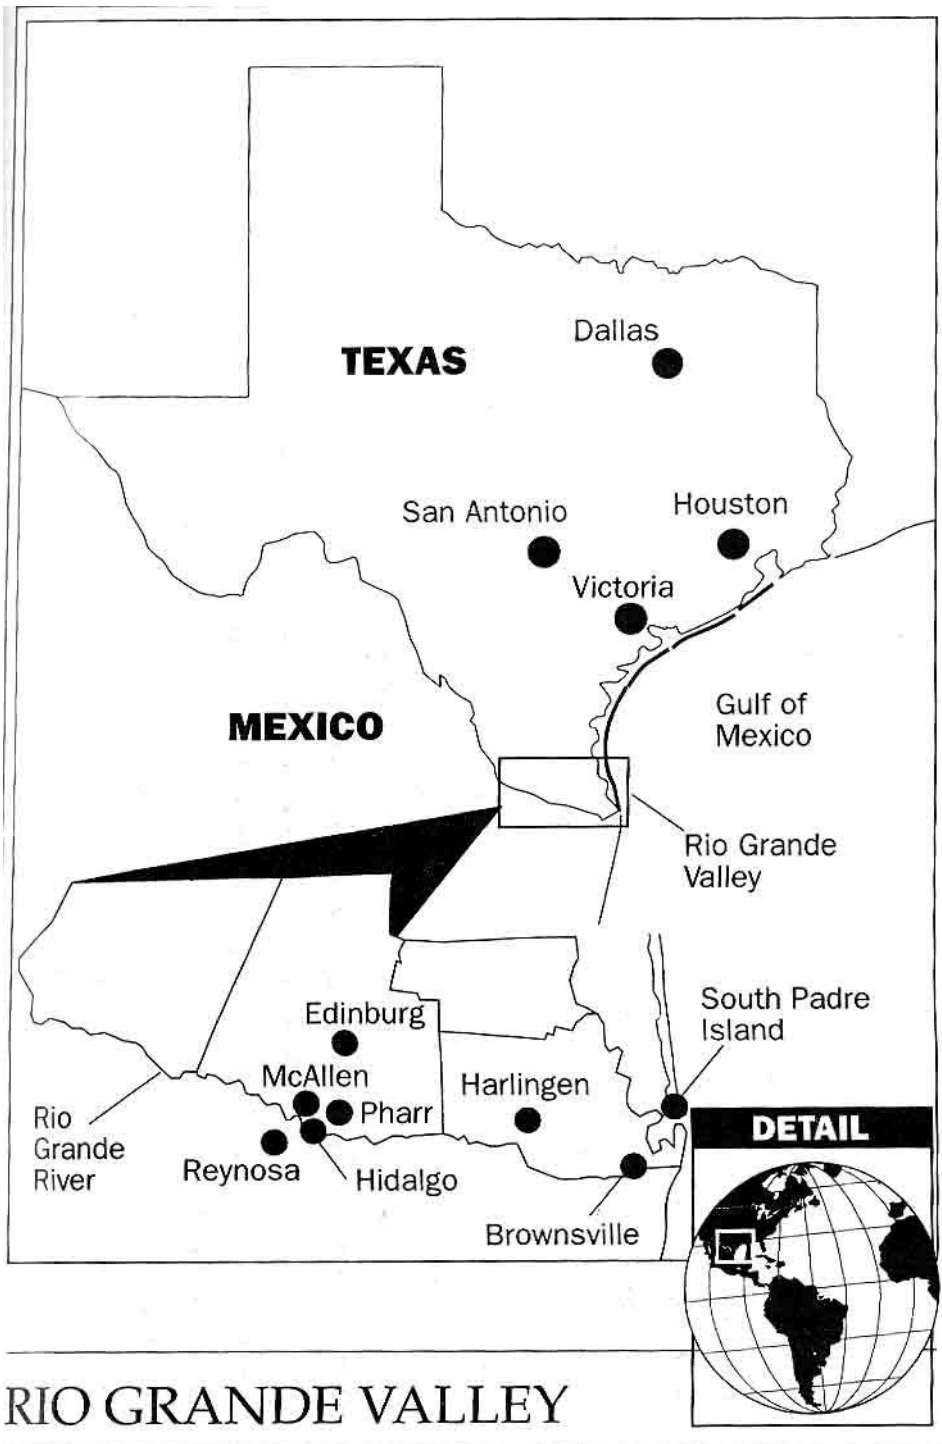 Dallas
TEXAS
San Antonio
Houston
Victoria
MEXICO
Gulf of
Mexico
Rio Grande
Valley
South Padre
Island
Edinburg
McAllen
Harlingen
Pharr
Rio
Grande
River
Reynosa
Hidalgo
Brownsville
DETAIL
RIO GRANDE VALLEY